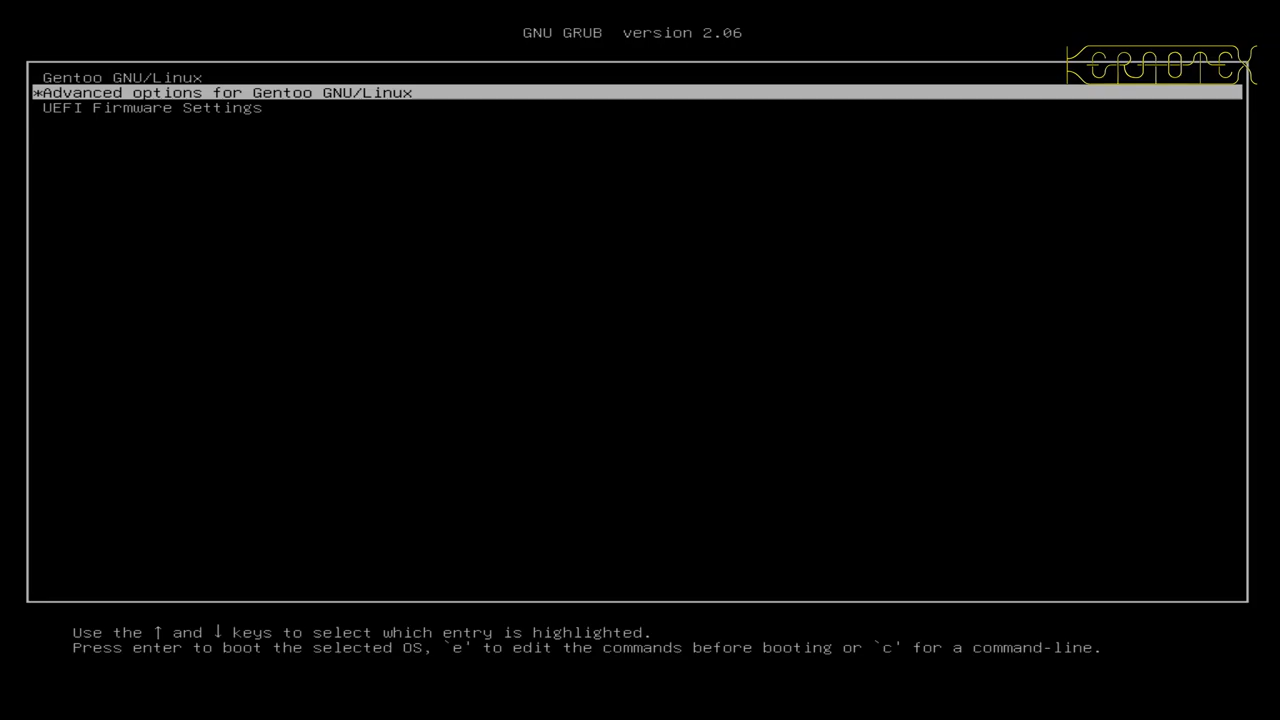 GNU GRUB  version 2.06
Gentoo GNU/Linux
*Advanced options for Gentoo GNU/Linux
UEFI Firmware Settings
Use the ↑ and ↓ keys to select which entry is highlighted.
Press enter to boot the selected OS, `e' to edit the commands before booting or `c' for a command-line.